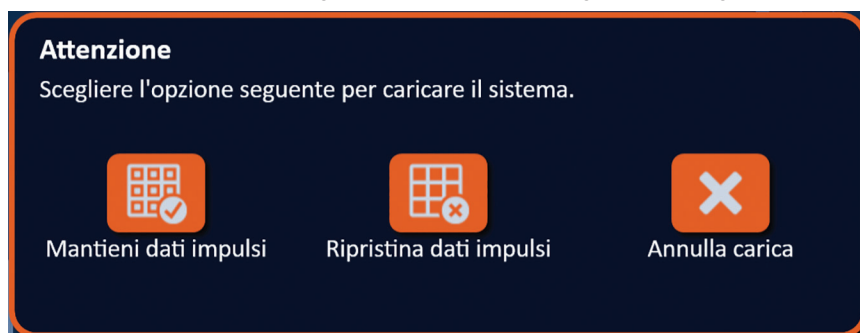 Attenzione
Scegliere l'opzione seguente per caricare il sistema.
Mantieni dati impulsi
Ripristina dati impulsi
Annulla carica